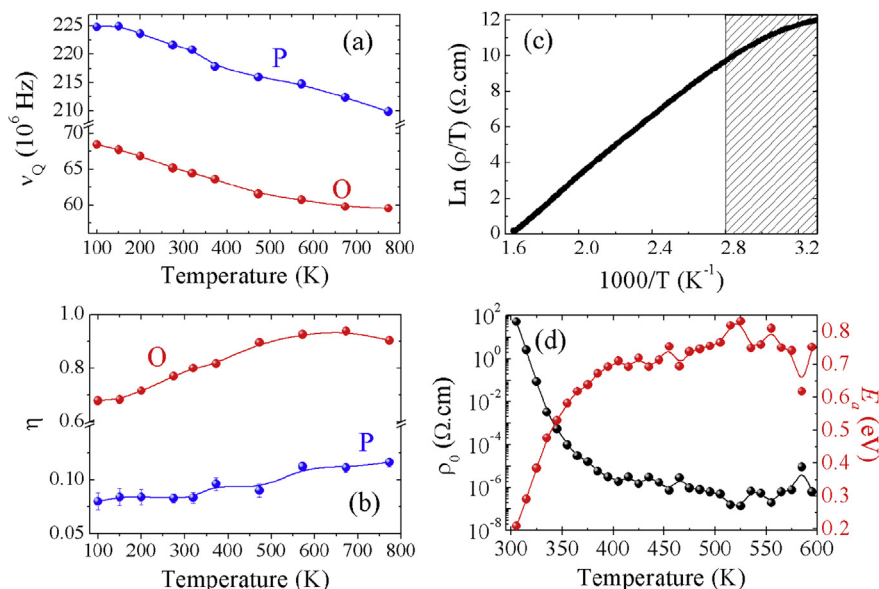 (a)
P
O
225
220
215
210
70
65
60
ν_Q (10^6 Hz)
100 200 300 400 500 600 700 800
Temperature (K)
(c)
12
10
8
6
4
2
0
Ln (ρ/T) (Ω.cm)
1.6 2.0 2.4 2.8 3.2
1000/T (K^-1)
(b)
O
P
1.0
0.8
0.6
0.10
0.05
η
100 200 300 400 500 600 700 800
Temperature (K)
(d)
10^2
10^0
10^-2
10^-4
10^-6
10^-8
ρ_0 (Ω.cm)
0.8
0.7
0.6
0.5
0.4
0.3
0.2
E_a (eV)
300 350 400 450 500 550 600
Temperature (K)